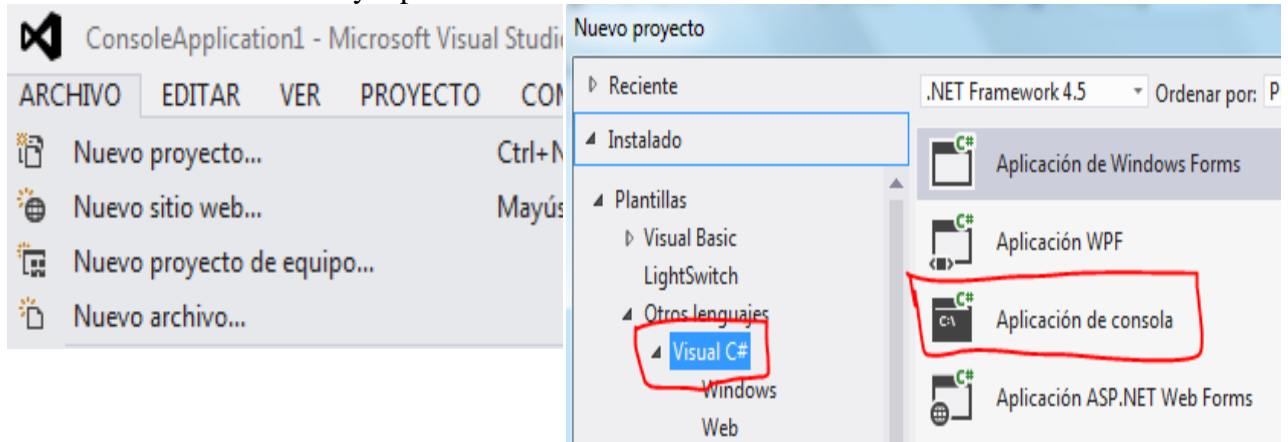 ConsoleApplication1 - Microsoft Visual Studi
ARCHIVO EDITAR VER PROYECTO COM
Nuevo proyecto... Ctrl+N
Nuevo sitio web... Mayús
Nuevo proyecto de equipo...
Nuevo archivo...
Nuevo proyecto
Reciente
Instalado
Plantillas
Visual Basic
LightSwitch
Otros lenguajes
Visual C#
Windows
Web
.NET Framework 4.5 Ordenar por: P
C# Aplicación de Windows Forms
C# Aplicación WPF
C# C:\ Aplicación de consola
C# Aplicación ASP.NET Web Forms